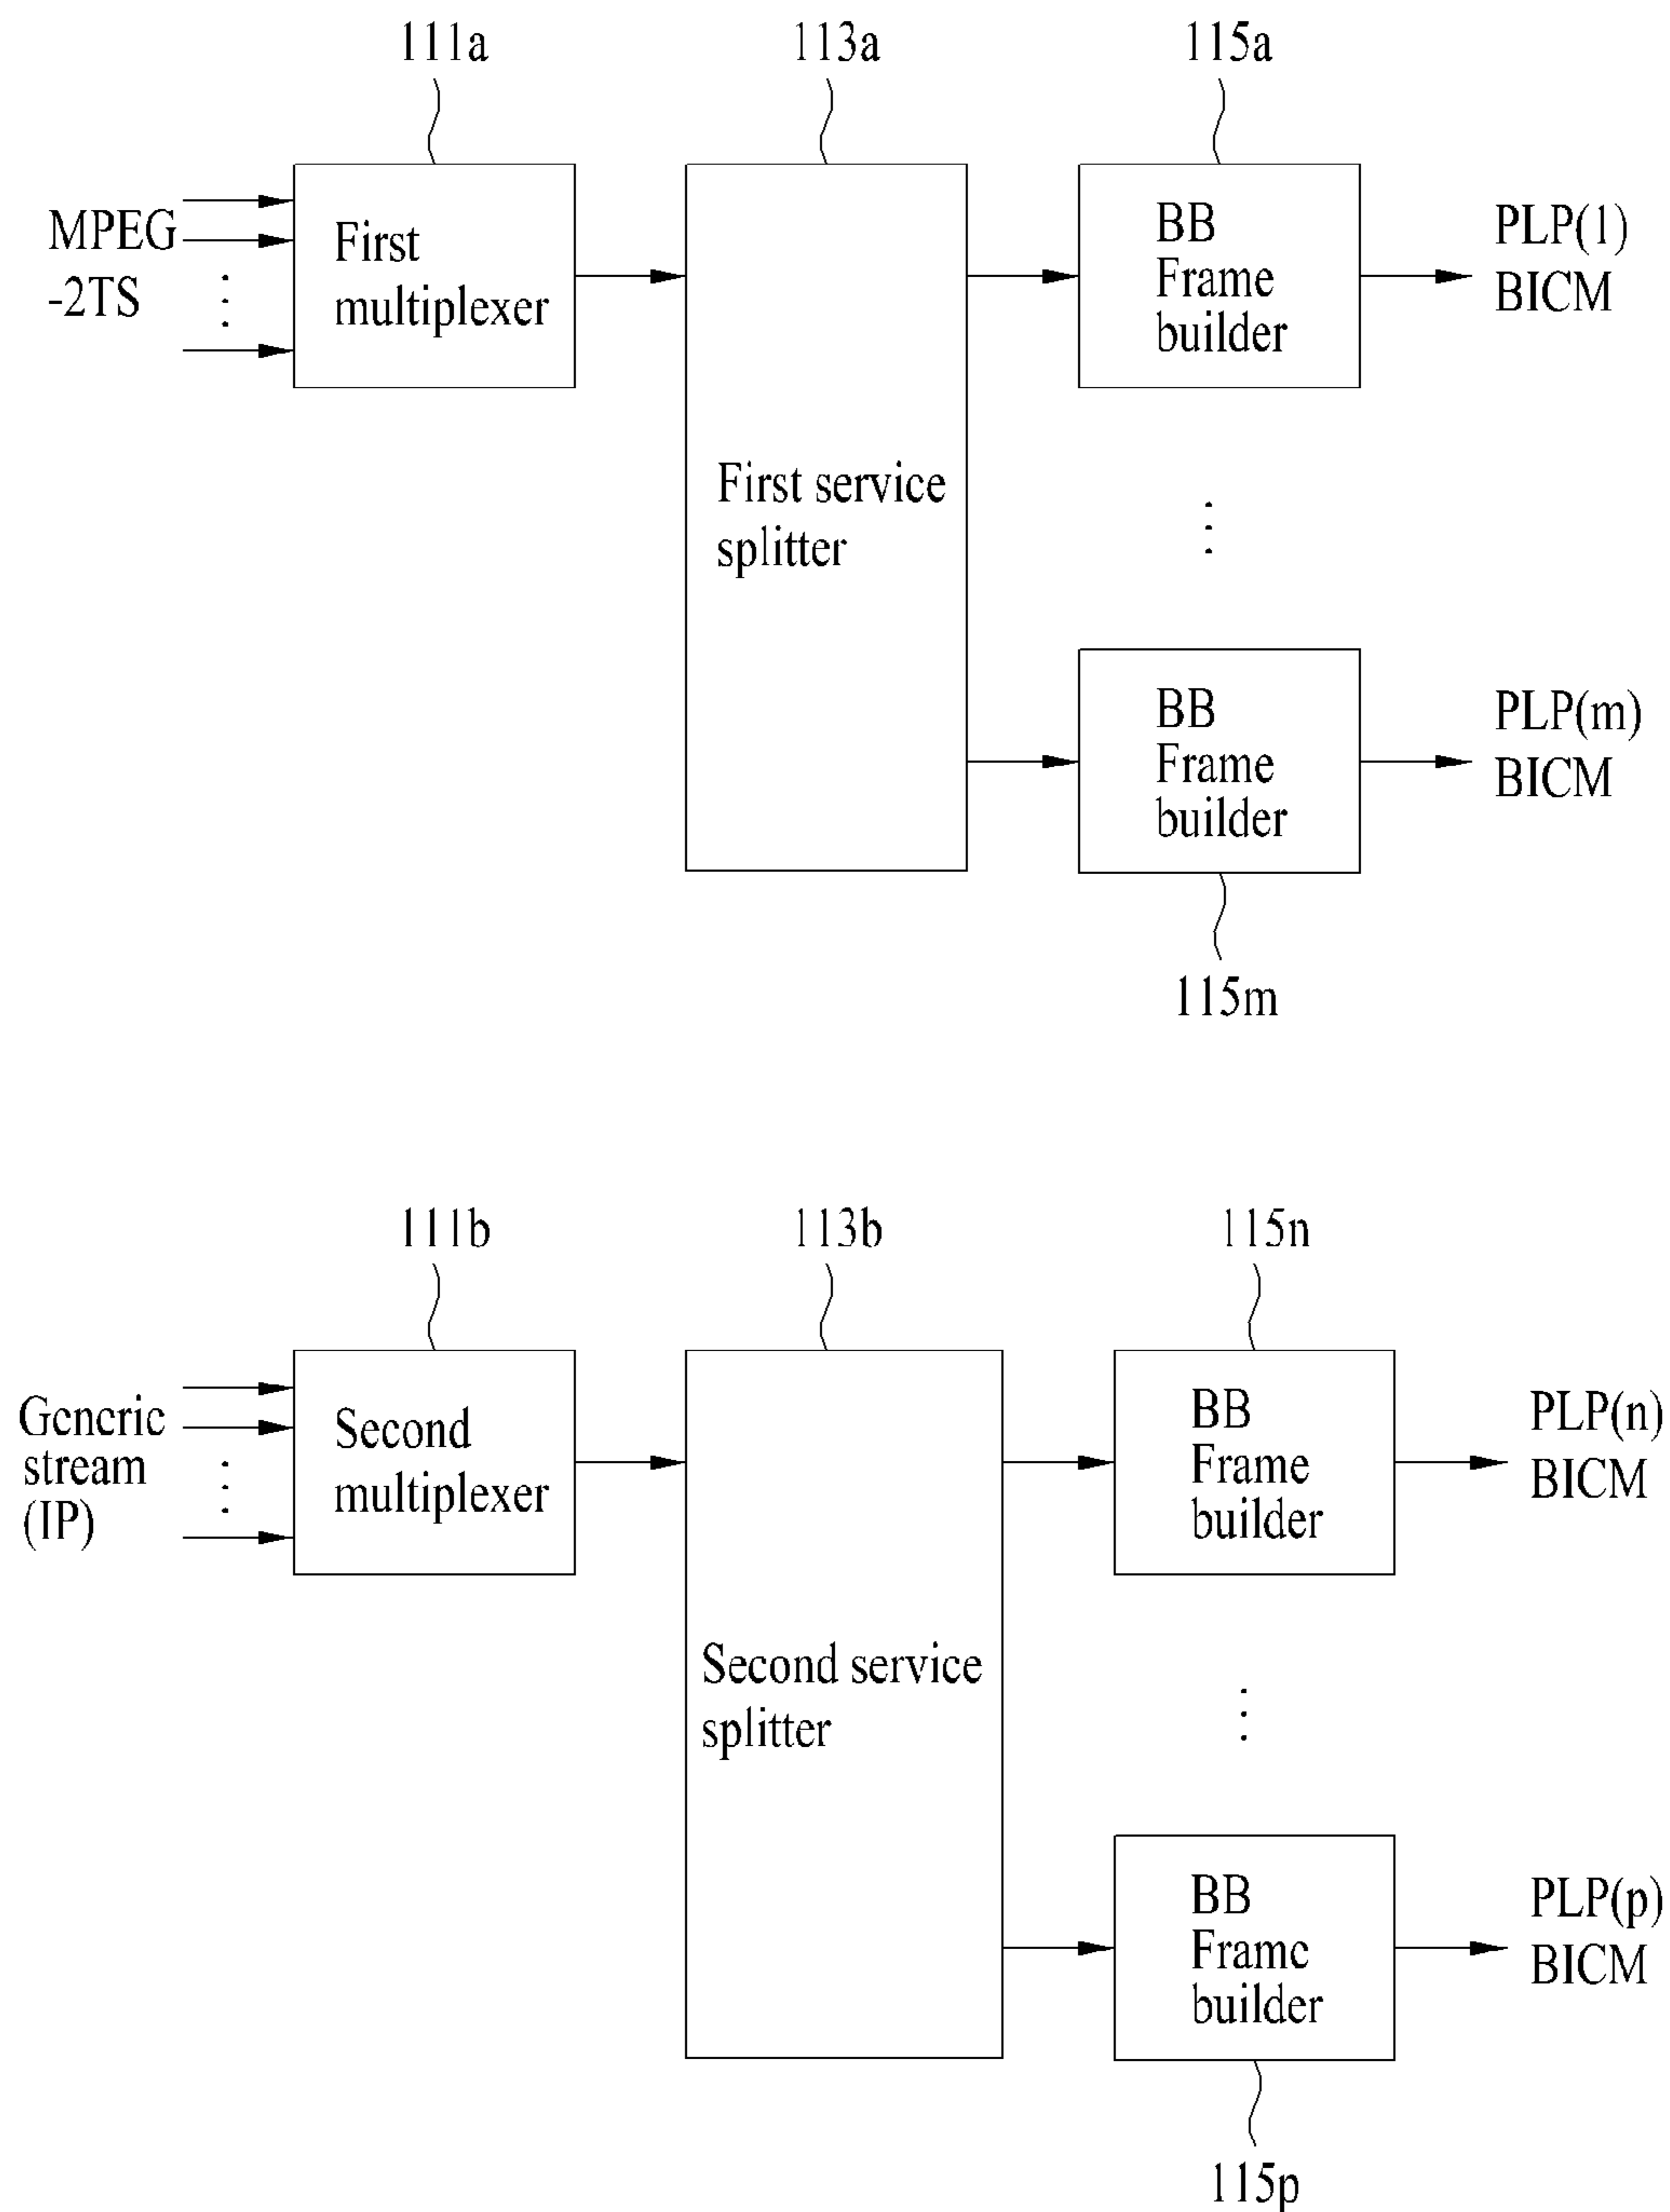 111a
113a
115a
MPEG
-2TS
First
multiplexer
First service
splitter
BB
Frame
builder
PLP(1)
BICM
BB
Frame
builder
PLP(m)
BICM
115m
111b
113b
115n
Generic
stream
(IP)
Second
multiplexer
Second service
splitter
BB
Frame
builder
PLP(n)
BICM
BB
Frame
builder
PLP(p)
BICM
115p